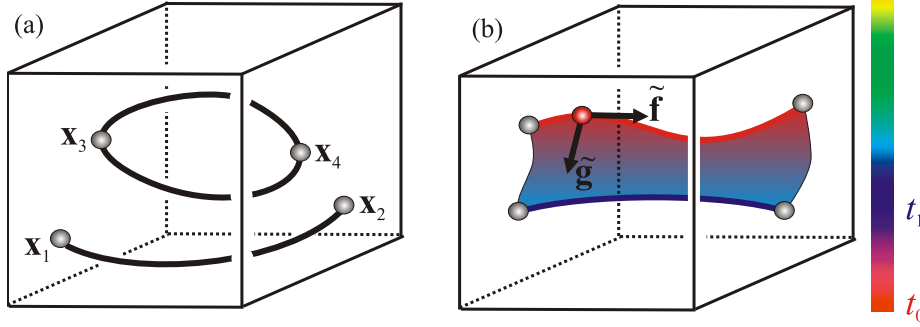 (a)
x₃
x₄
x₂
x₁
(b)
f̃
g̃
t₁
t₀